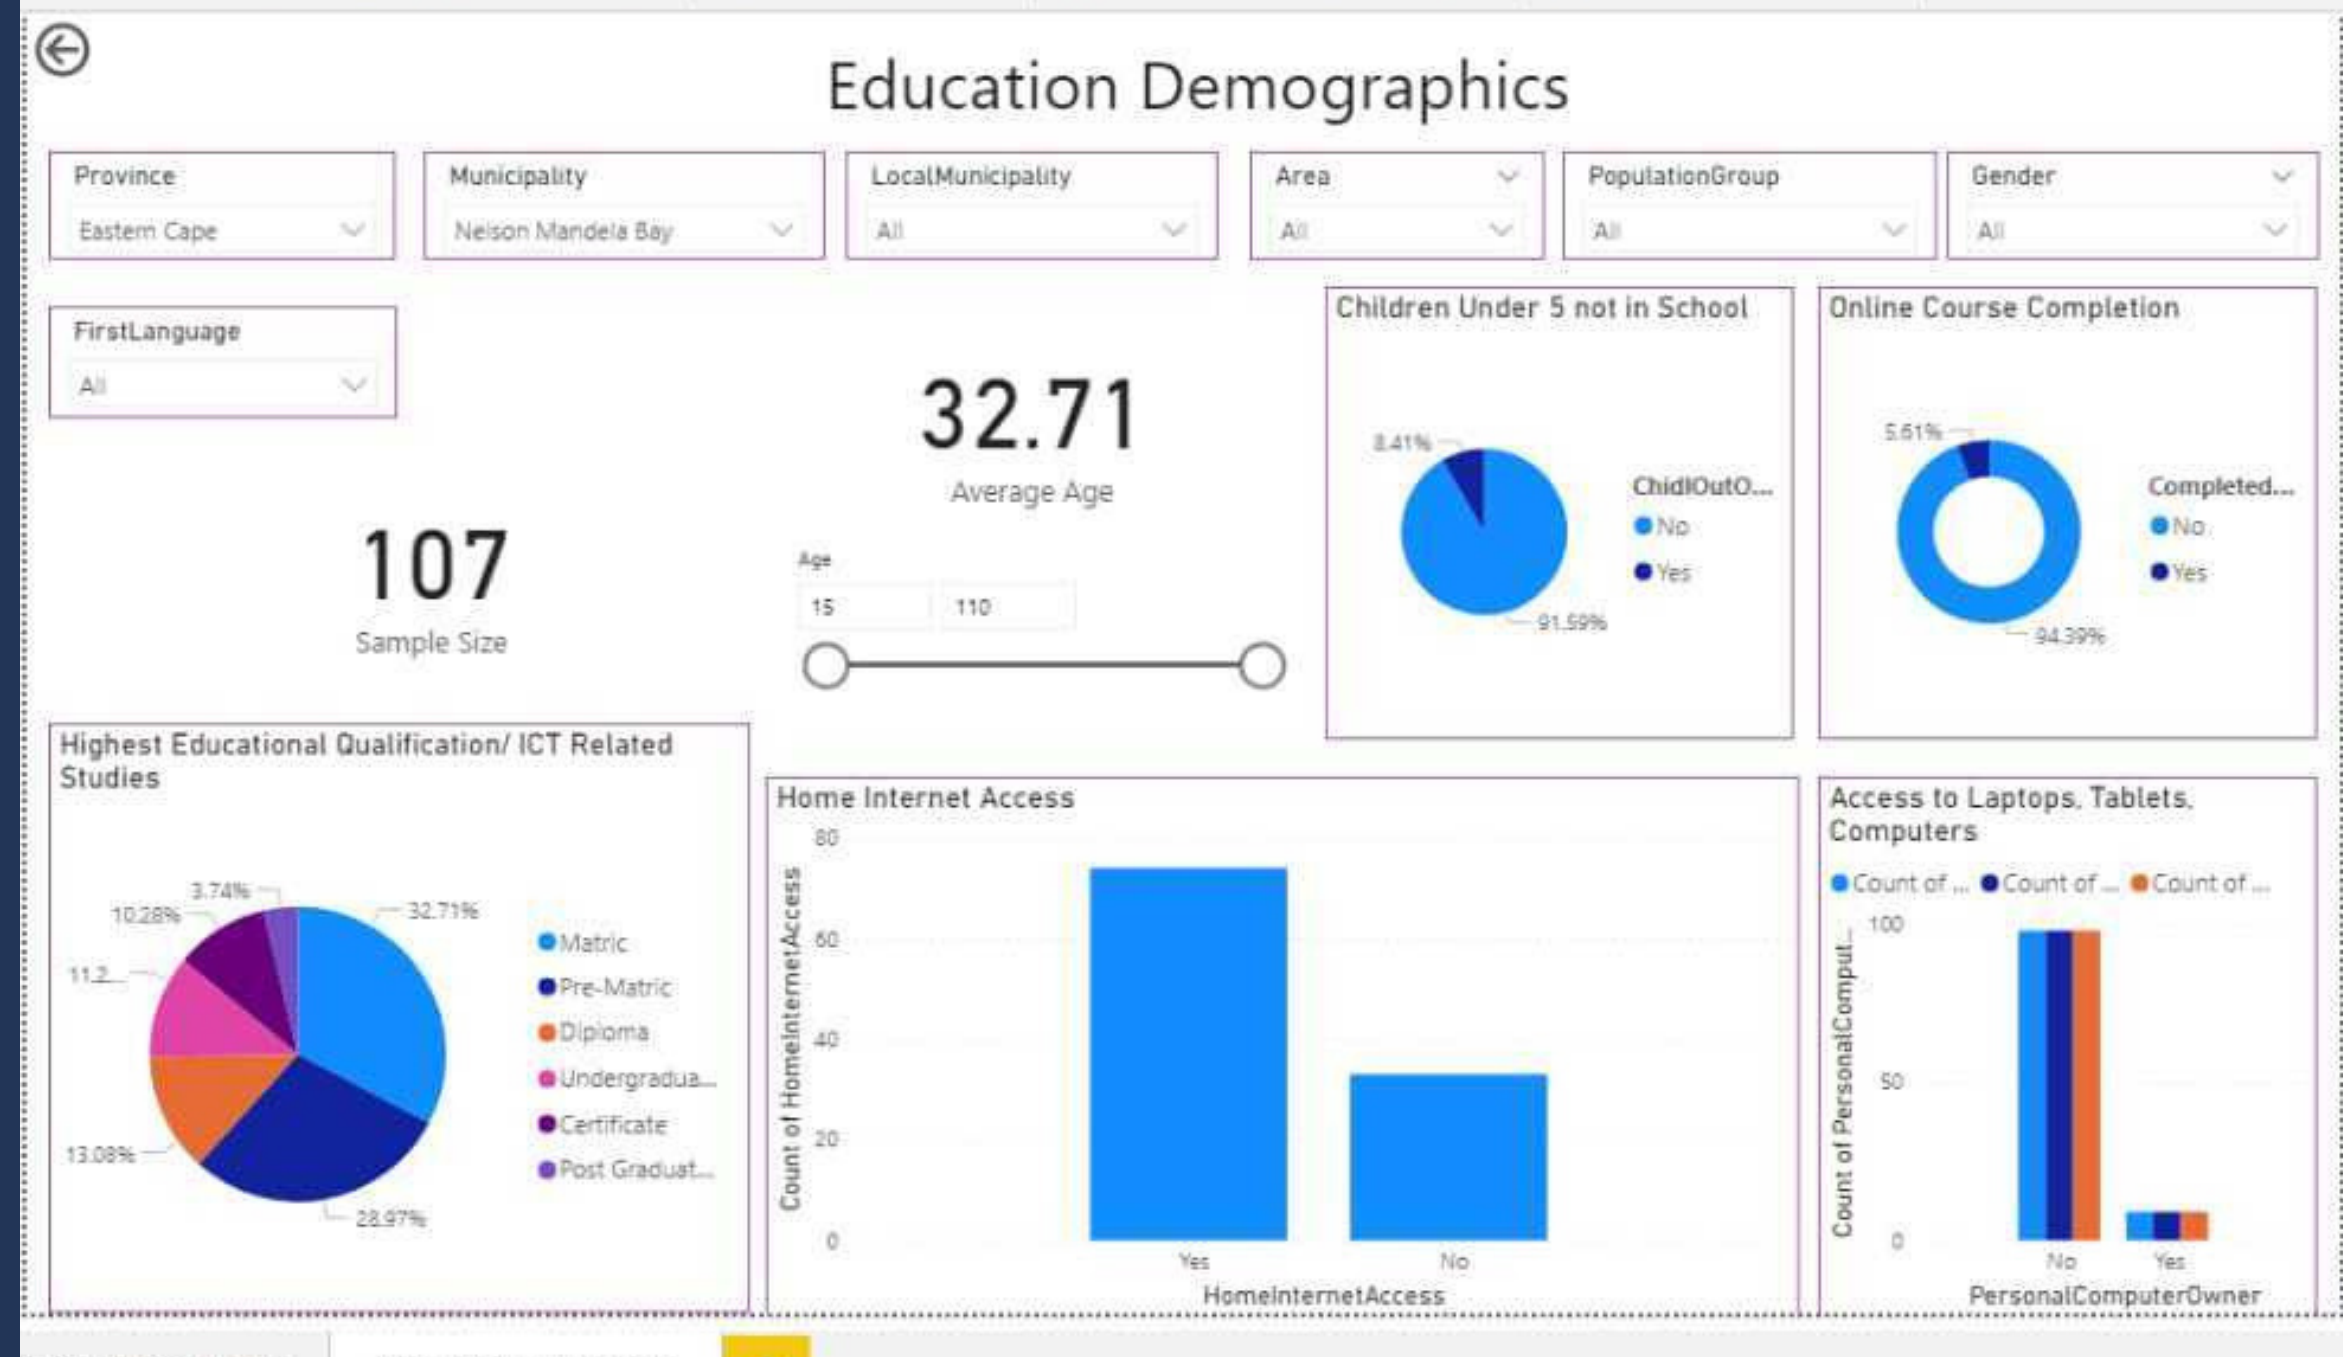 Education Demographics
Province
Eastern Cape
Municipality
Nelson Mandela Bay
LocalMunicipality
All
Area
All
PopulationGroup
All
Gender
All
FirstLanguage
All
107
Sample Size
32.71
Average Age
Age
15 110
Children Under 5 not in School
8.41%
91.59%
ChidlOutO...
No
Yes
Online Course Completion
5.61%
94.39%
Completed...
No
Yes
Highest Educational Qualification/ ICT Related
Studies
3.74%
10.28%
32.71%
11.2...
13.08%
28.97%
Matric
Pre-Matric
Diploma
Undergradua...
Certificate
Post Graduat...
Home Internet Access
Count of HomeInternetAccess
80
60
40
20
0
Yes No
HomeInternetAccess
Access to Laptops, Tablets,
Computers
Count of ... Count of ... Count of ...
Count of PersonalComput...
100
50
0
No Yes
PersonalComputerOwner